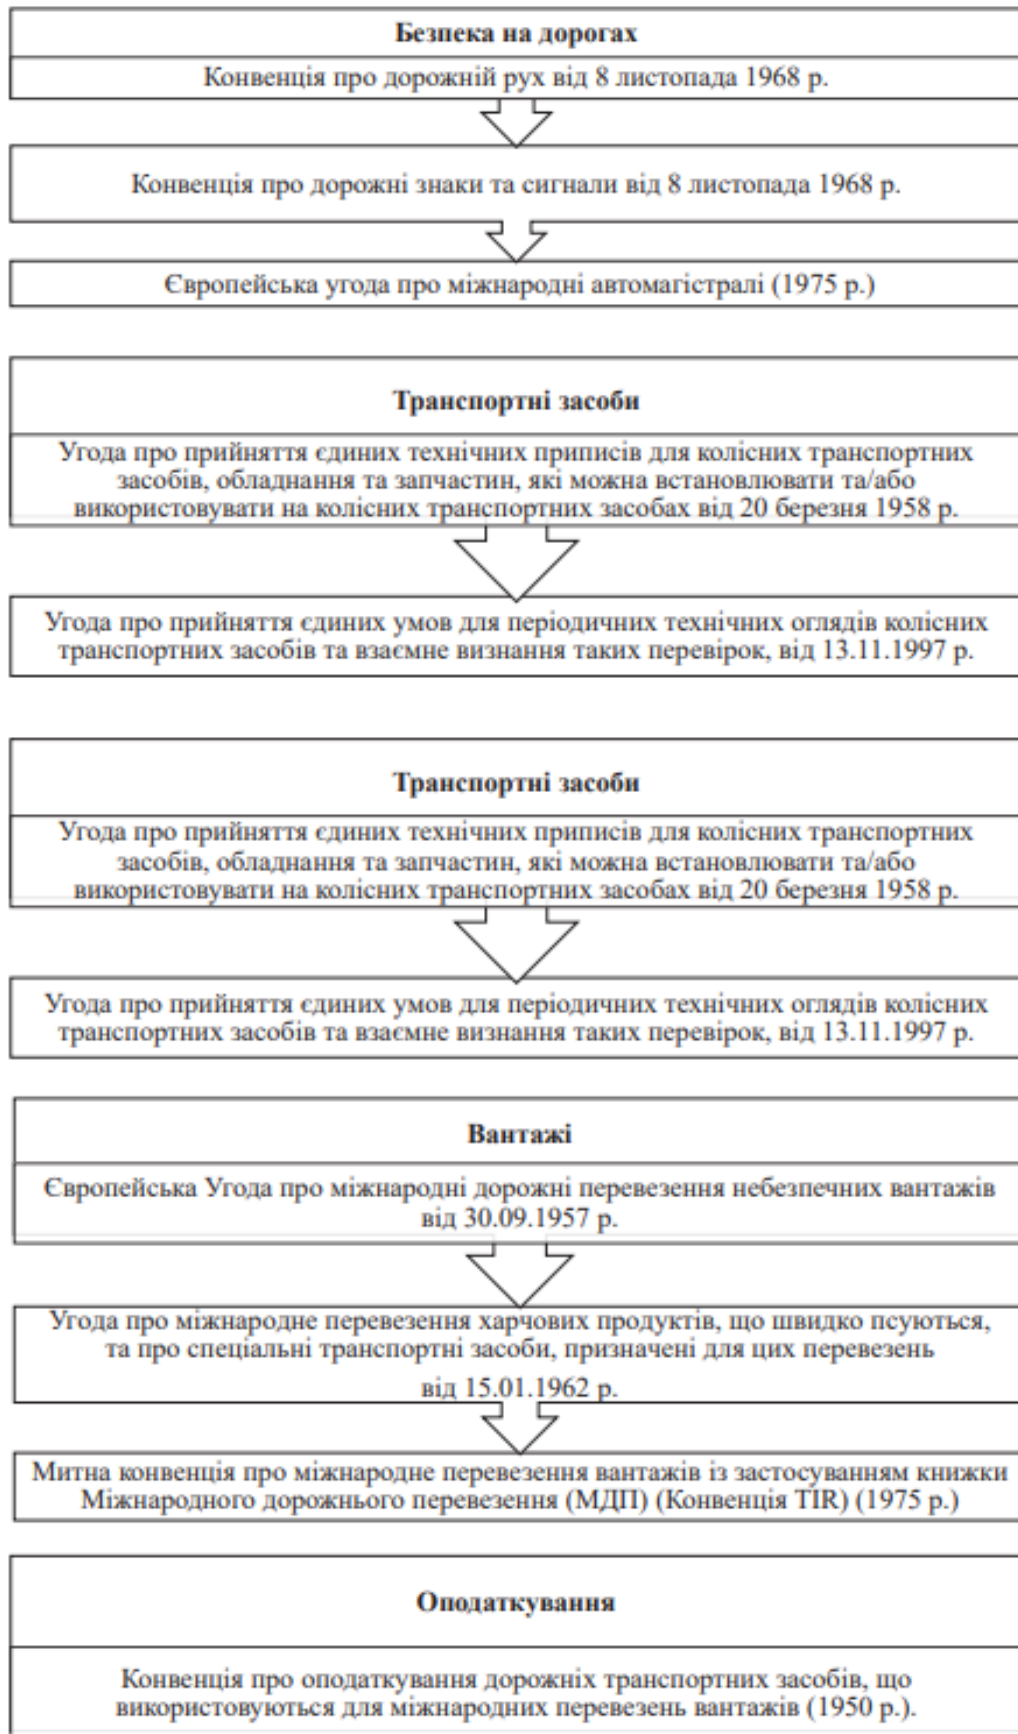 Безпека на дорогах
Конвенція про дорожній рух від 8 листопада 1968 р.
Конвенція про дорожні знаки та сигнали від 8 листопада 1968 р.
Європейська угода про міжнародні автомагістралі (1975 р.)
Транспортні засоби
Угода про прийняття єдиних технічних приписів для колісних транспортних
засобів, обладнання та запчастин, які можна встановлювати та/або
використовувати на колісних транспортних засобах від 20 березня 1958 р.
Угода про прийняття єдиних умов для періодичних технічних оглядів колісних
транспортних засобів та взаємне визнання таких перевірок, від 13.11.1997 р.
Транспортні засоби
Угода про прийняття єдиних технічних приписів для колісних транспортних
засобів, обладнання та запчастин, які можна встановлювати та/або
використовувати на колісних транспортних засобах від 20 березня 1958 р.
Угода про прийняття єдиних умов для періодичних технічних оглядів колісних
транспортних засобів та взаємне визнання таких перевірок, від 13.11.1997 р.
Вантажі
Європейська Угода про міжнародні дорожні перевезення небезпечних вантажів
від 30.09.1957 р.
Угода про міжнародне перевезення харчових продуктів, що швидко псуються,
та про спеціальні транспортні засоби, призначені для цих перевезень
від 15.01.1962 р.
Митна конвенція про міжнародне перевезення вантажів із застосуванням книжки
Міжнародного дорожнього перевезення (МДП) (Конвенція TIR) (1975 р.)
Оподаткування
Конвенція про оподаткування дорожніх транспортних засобів, що
використовуються для міжнародних перевезень вантажів (1950 р.).